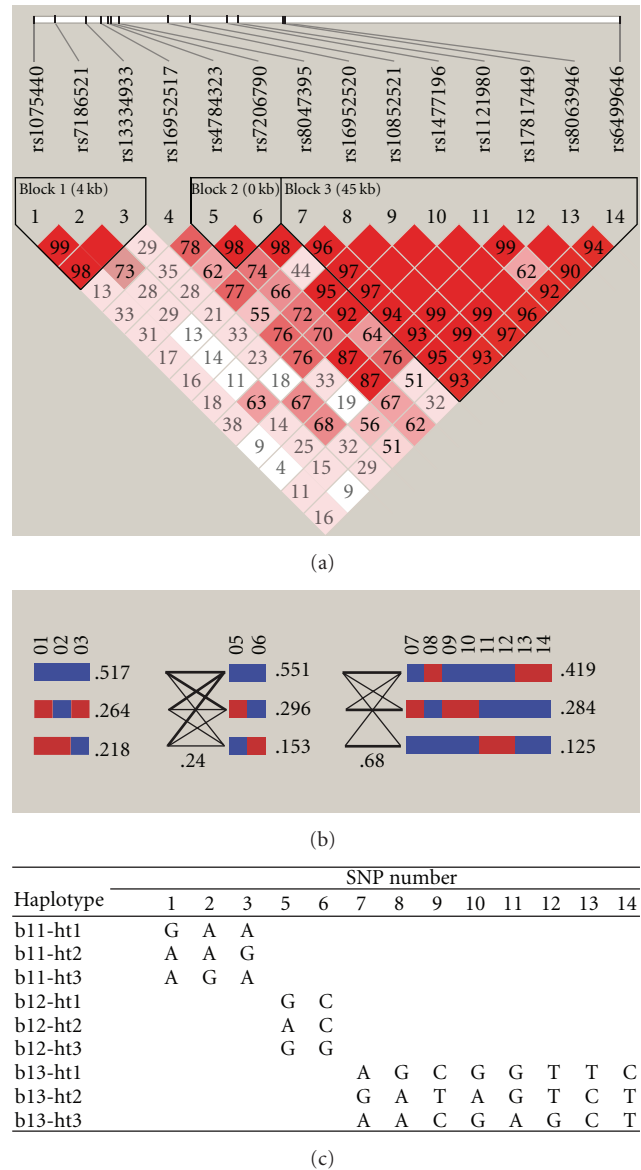 rs1075440
rs7186521
rs13334933
rs16952517
rs4784323
rs7206790
rs8047395
rs16952520
rs10852521
rs1477196
rs1121980
rs17817449
rs8063946
rs6499646
Block 1 (4 kb) Block 2 (0 kb) Block 3 (45 kb)
1 2 3 4 5 6 7 8 9 10 11 12 13 14
99 29 78 98 98 96 99 94
98 73 35 62 74 44 97 62 90
13 28 28 77 66 95 97 92
33 29 21 55 72 92 94 99 99 96
31 13 33 76 70 64 93 99 97
17 14 23 76 87 76 95 93
16 11 18 33 87 51 93
18 63 67 19 67 32
38 14 68 56 62
9 25 32 51
4 15 29
11 9
16
(a)
01 02 03 05 06 07 08 09 10 11 12 13 14
.517 .551 .419
.264 .296 .284
.218 .24 .153 .68 .125
(b)
SNP number
Haplotype 1 2 3 5 6 7 8 9 10 11 12 13 14
b11-ht1 G A A
b11-ht2 A A G
b11-ht3 A G A
b12-ht1 G C
b12-ht2 A C
b12-ht3 G G
b13-ht1 A G C G G T T C
b13-ht2 G A T A G T C T
b13-ht3 A A C G A G C T
(c)